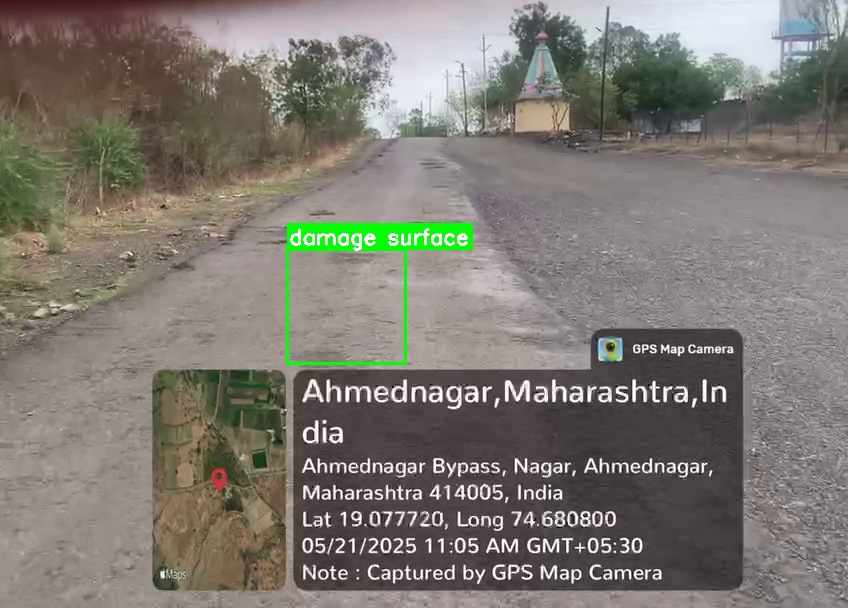 damage surface
GPS Map Camera
Ahmednagar,Maharashtra,In
dia
Ahmednagar Bypass, Nagar, Ahmednagar,
Maharashtra 414005, India
Lat 19.077720, Long 74.680800
05/21/2025 11:05 AM GMT+05:30
Note : Captured by GPS Map Camera
Maps